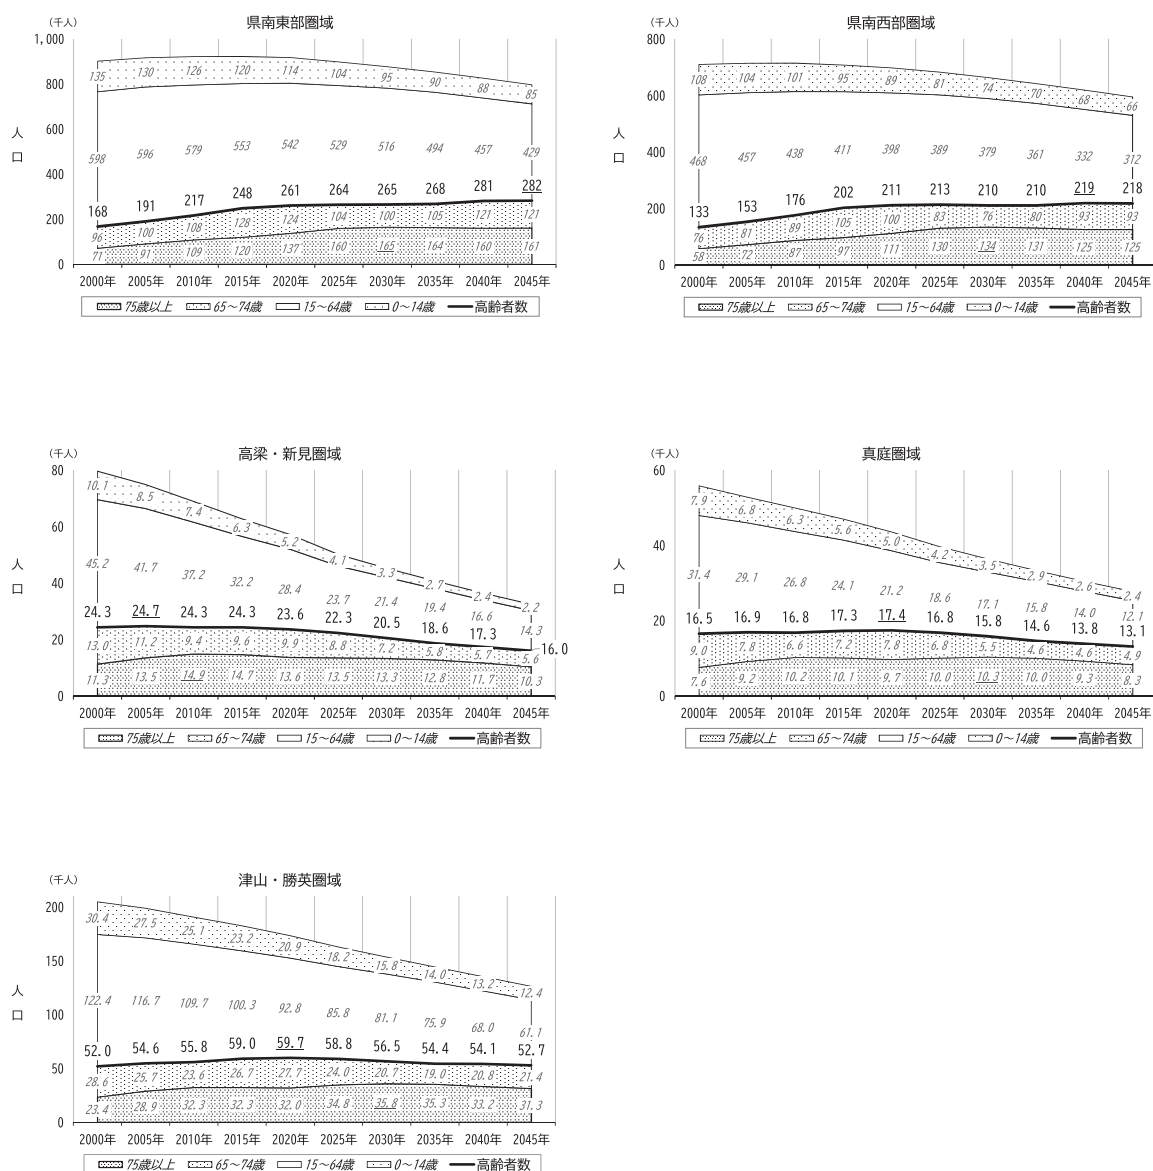 県南東部圏域
（千人）
1,000
800
600
400
200
0
人
口
135 130 126 120 114 104 95 90 88 85
598 596 579 553 542 529 516 494 457 429
168 191 217 248 261 264 265 268 281 282
96 100 108 128 124 104 100 105 121 121
71 91 109 120 137 160 165 164 160 161
2000年 2005年 2010年 2015年 2020年 2025年 2030年 2035年 2040年 2045年
75歳以上 65～74歳 15～64歳 0～14歳 高齢者数
県南西部圏域
（千人）
800
600
400
200
0
人
口
108 104 101 95 89 81 74 70 68 66
468 457 438 411 398 389 379 361 332 312
133 153 176 202 211 213 210 210 219 218
76 81 89 105 100 83 76 80 93 93
58 72 87 97 111 130 134 131 125 125
2000年 2005年 2010年 2015年 2020年 2025年 2030年 2035年 2040年 2045年
75歳以上 65～74歳 15～64歳 0～14歳 高齢者数
高梁・新見圏域
（千人）
80
60
40
20
0
人
口
10.1 8.5 7.4 6.3 5.2 4.1 3.3 2.7 2.4 2.2
45.2 41.7 37.2 32.2 28.4 23.7 21.4 19.4 16.6 14.3
24.3 24.7 24.3 24.3 23.6 22.3 20.5 18.6 17.3 16.0
13.0 11.2 9.4 9.6 9.9 8.8 7.2 5.8 5.7 5.6
11.3 13.5 14.9 14.7 13.6 13.5 13.3 12.8 11.7 10.3
2000年 2005年 2010年 2015年 2020年 2025年 2030年 2035年 2040年 2045年
75歳以上 65～74歳 15～64歳 0～14歳 高齢者数
真庭圏域
（千人）
60
40
20
0
人
口
7.9 6.8 6.3 5.6 5.0 4.2 3.5 2.9 2.6 2.4
31.4 29.1 26.8 24.1 21.2 18.6 17.1 15.8 14.0 12.1
16.5 16.9 16.8 17.3 17.4 16.8 15.8 14.6 13.8 13.1
9.0 7.8 6.6 7.2 7.8 6.8 5.5 4.6 4.6 4.9
7.6 9.2 10.2 10.1 9.7 10.0 10.3 10.0 9.3 8.3
2000年 2005年 2010年 2015年 2020年 2025年 2030年 2035年 2040年 2045年
75歳以上 65～74歳 15～64歳 0～14歳 高齢者数
津山・勝英圏域
（千人）
200
150
100
50
0
人
口
30.4 27.5 25.1 23.2 20.9 18.2 15.8 14.0 13.2 12.4
122.4 116.7 109.7 100.3 92.8 85.8 81.1 75.9 68.0 61.1
52.0 54.6 55.8 59.0 59.7 58.8 56.5 54.4 54.1 52.7
28.6 25.7 23.6 26.7 27.7 24.0 20.7 19.0 20.8 21.4
23.4 28.9 32.3 32.3 32.0 34.8 35.8 35.3 33.2 31.3
2000年 2005年 2010年 2015年 2020年 2025年 2030年 2035年 2040年 2045年
75歳以上 65～74歳 15～64歳 0～14歳 高齢者数